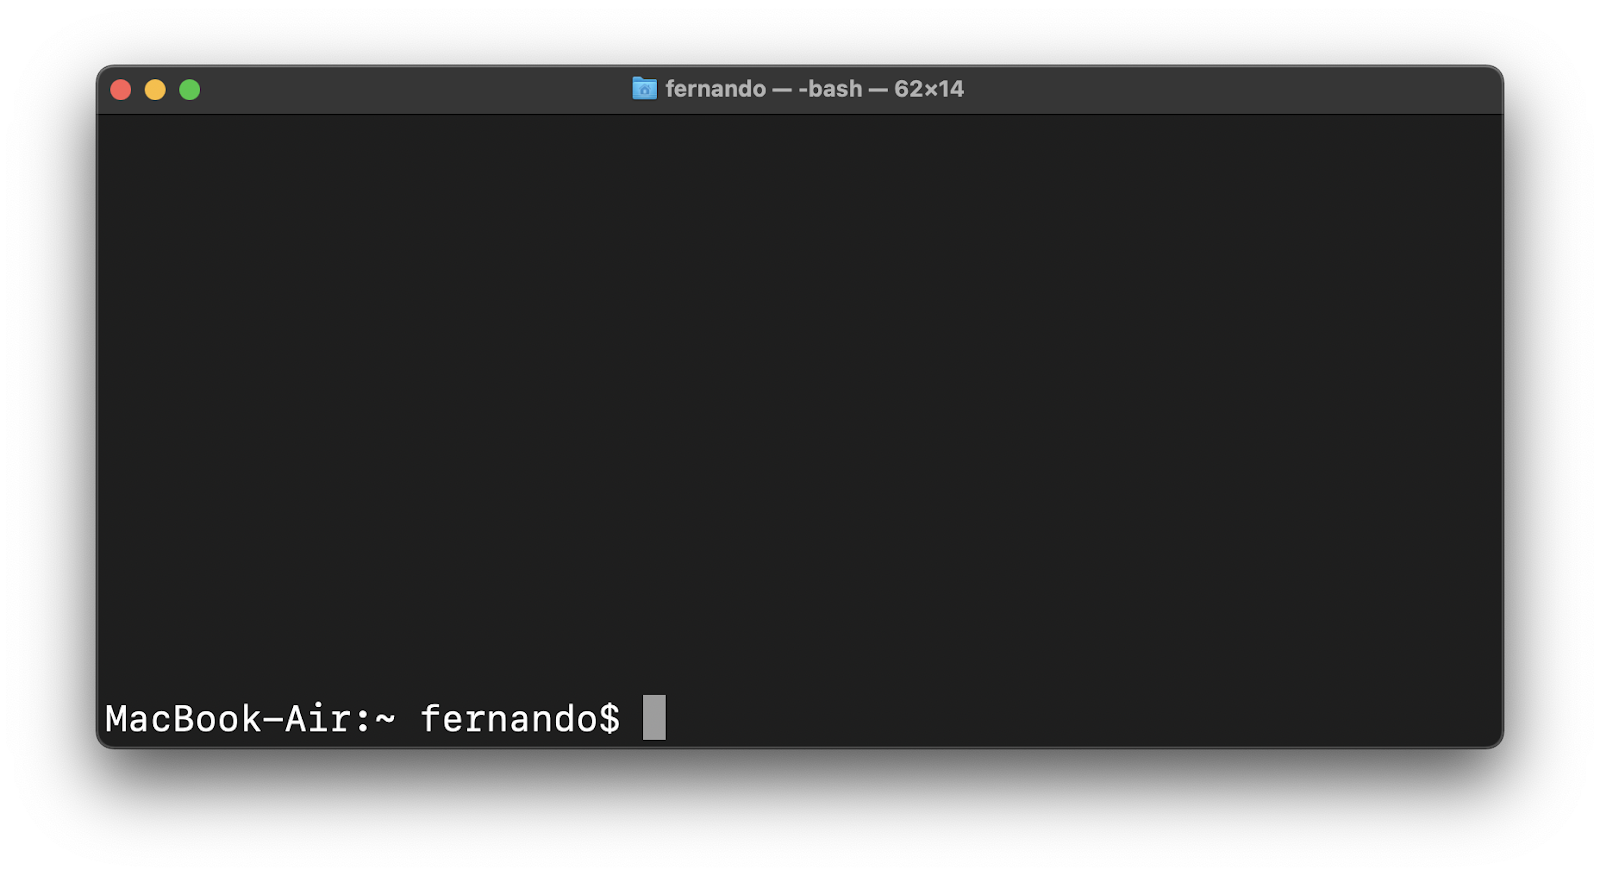 fernando — -bash — 62×14
MacBook-Air:~ fernando$